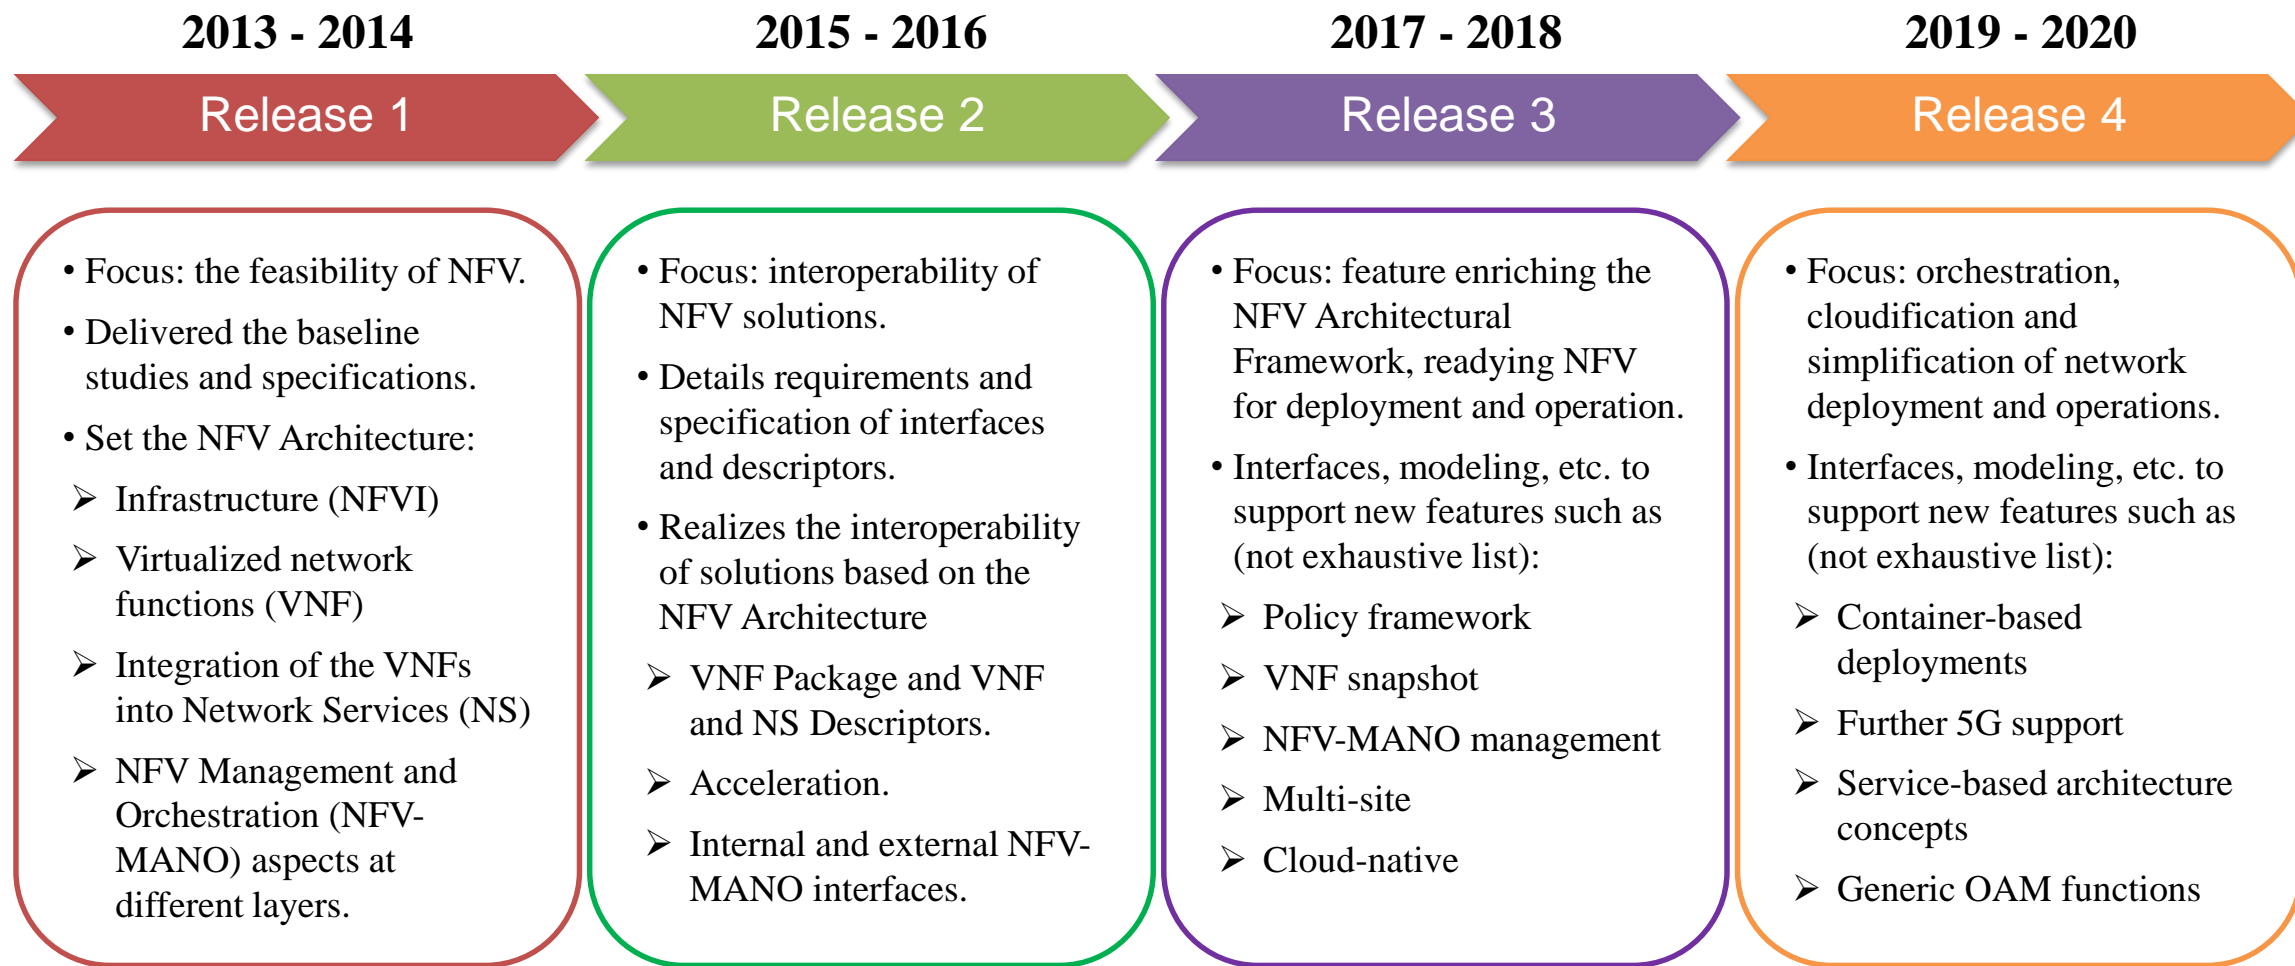 2013 - 2014
2015 - 2016
2017 - 2018
2019 - 2020
Release 1
Release 2
Release 3
Release 4
• Focus: the feasibility of NFV.
• Delivered the baseline
studies and specifications.
• Set the NFV Architecture:
➢ Infrastructure (NFVI)
➢ Virtualized network
functions (VNF)
➢ Integration of the VNFs
into Network Services (NS)
➢ NFV Management and
Orchestration (NFV-
MANO) aspects at
different layers.
• Focus: interoperability of
NFV solutions.
• Details requirements and
specification of interfaces
and descriptors.
• Realizes the interoperability
of solutions based on the
NFV Architecture
➢ VNF Package and VNF
and NS Descriptors.
➢ Acceleration.
➢ Internal and external NFV-
MANO interfaces.
• Focus: feature enriching the
NFV Architectural
Framework, readying NFV
for deployment and operation.
• Interfaces, modeling, etc. to
support new features such as
(not exhaustive list):
➢ Policy framework
➢ VNF snapshot
➢ NFV-MANO management
➢ Multi-site
➢ Cloud-native
• Focus: orchestration,
cloudification and
simplification of network
deployment and operations.
• Interfaces, modeling, etc. to
support new features such as
(not exhaustive list):
➢ Container-based
deployments
➢ Further 5G support
➢ Service-based architecture
concepts
➢ Generic OAM functions